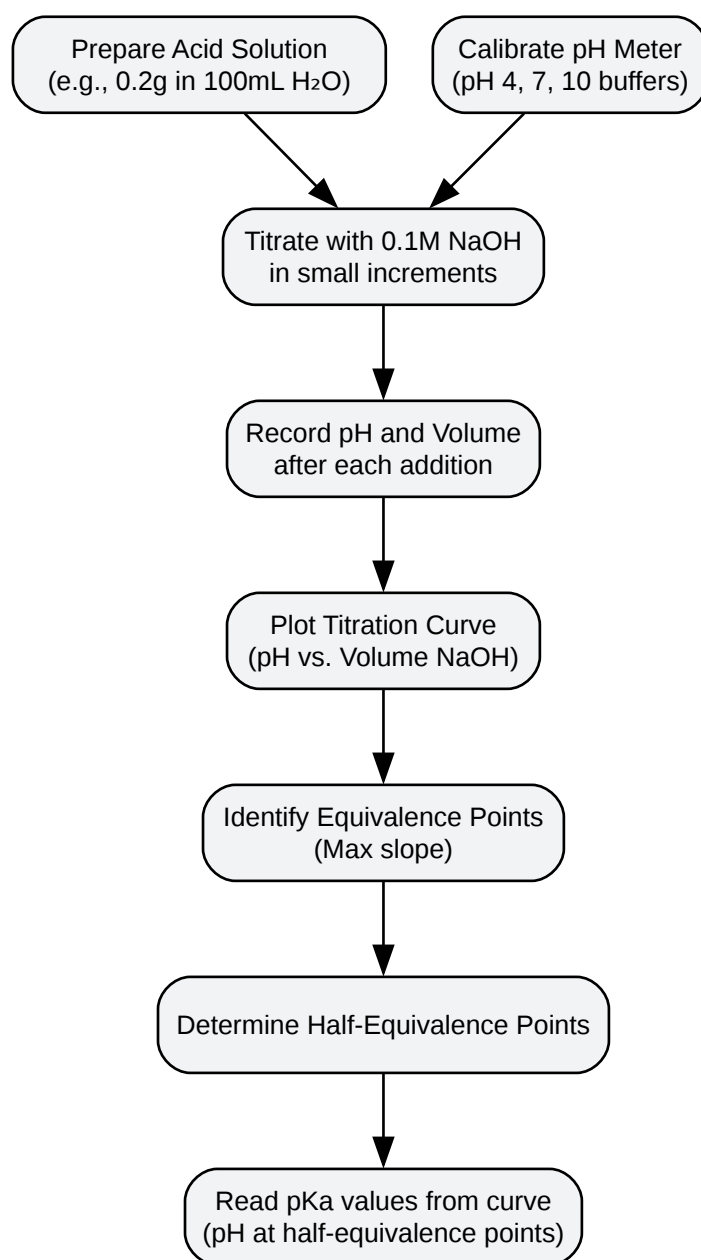 Prepare Acid Solution
(e.g., 0.2g in 100mL H₂O)
Calibrate pH Meter
(pH 4, 7, 10 buffers)
Titrate with 0.1M NaOH
in small increments
Record pH and Volume
after each addition
Plot Titration Curve
(pH vs. Volume NaOH)
Identify Equivalence Points
(Max slope)
Determine Half-Equivalence Points
Read pKa values from curve
(pH at half-equivalence points)